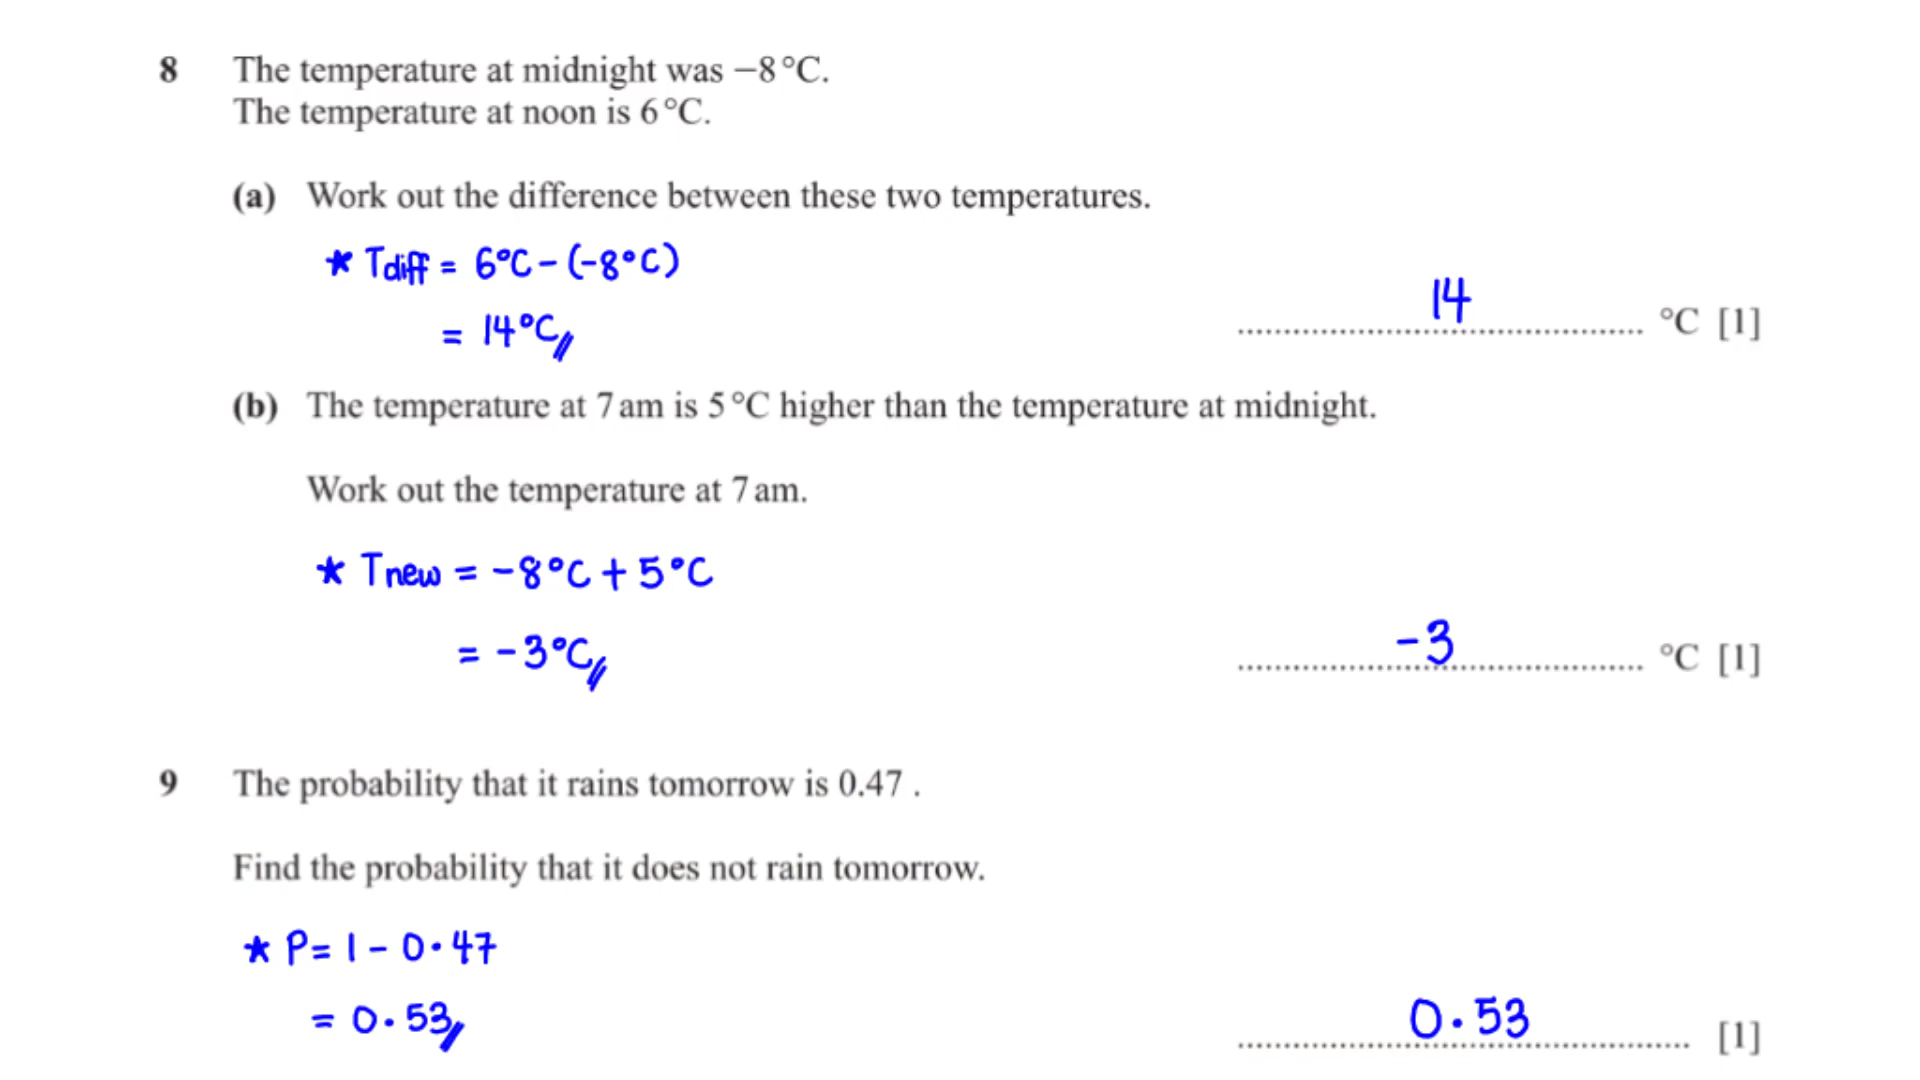 8 The temperature at midnight was −8 °C.
The temperature at noon is 6 °C.
(a) Work out the difference between these two temperatures.
* Tdiff = 6°C - (-8°C)
= 14°C//
14
.............................................. °C [1]
(b) The temperature at 7 am is 5 °C higher than the temperature at midnight.
Work out the temperature at 7 am.
* Tnew = -8°C + 5°C
= -3°C//
-3
.............................................. °C [1]
9 The probability that it rains tomorrow is 0.47 .
Find the probability that it does not rain tomorrow.
* P = 1 - 0.47
= 0.53//
0.53
.................................................... [1]